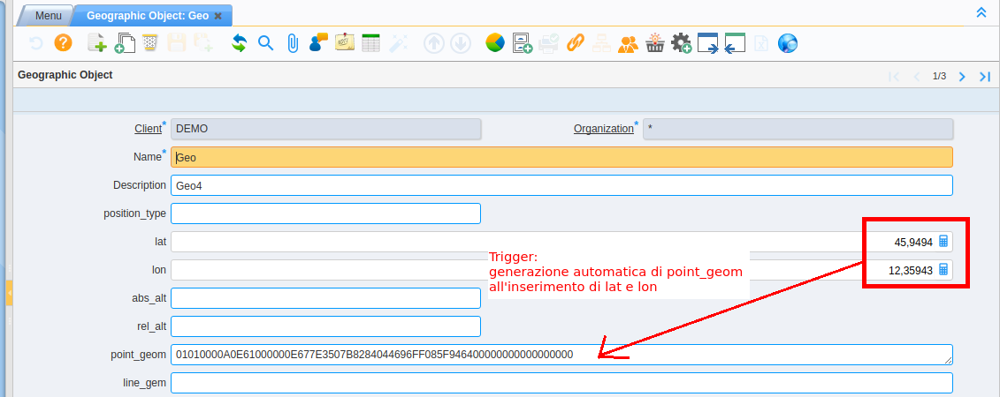 Menu
Geographic Object: Geo
Geographic Object
1/3
Client* DEMO Organization* *
Name* Geo
Description Geo4
position_type
lat 45,9494
lon 12,35943
Trigger:
generazione automatica di point_geom
all'inserimento di lat e lon
abs_alt
rel_alt
point_geom 01010000A0E61000000E677E3507B8284044696FF085F946400000000000000000
line_gem